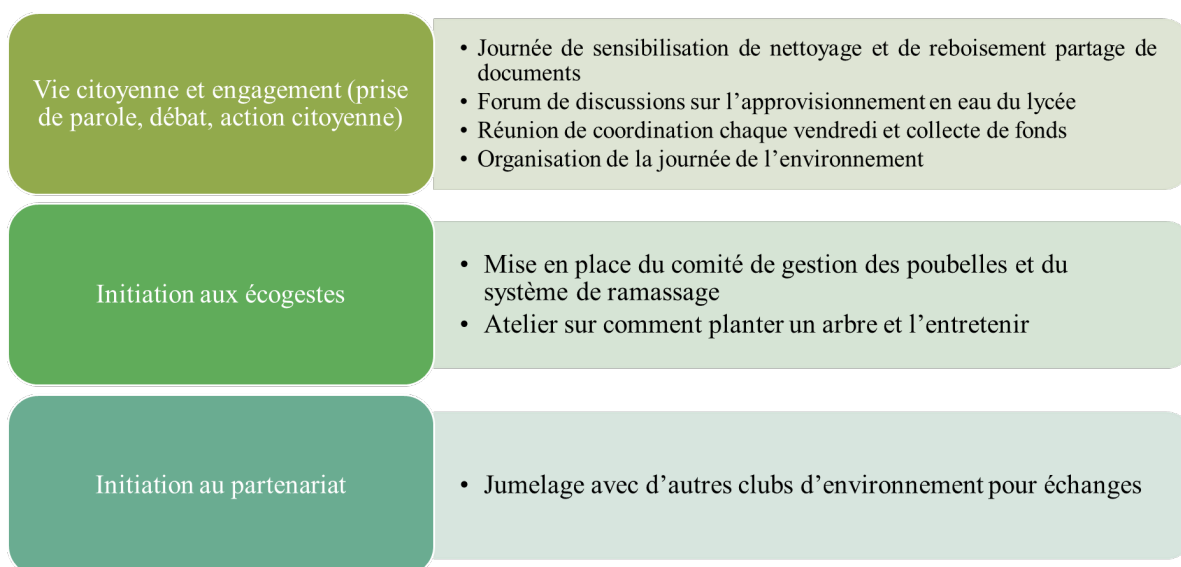 Vie citoyenne et engagement (prise
de parole, débat, action citoyenne)
• Journée de sensibilisation de nettoyage et de reboisement partage de
documents
• Forum de discussions sur l’approvisionnement en eau du lycée
• Réunion de coordination chaque vendredi et collecte de fonds
• Organisation de la journée de l’environnement
Initiation aux écogestes
• Mise en place du comité de gestion des poubelles et du
système de ramassage
• Atelier sur comment planter un arbre et l’entretenir
Initiation au partenariat
• Jumelage avec d’autres clubs d’environnement pour échanges